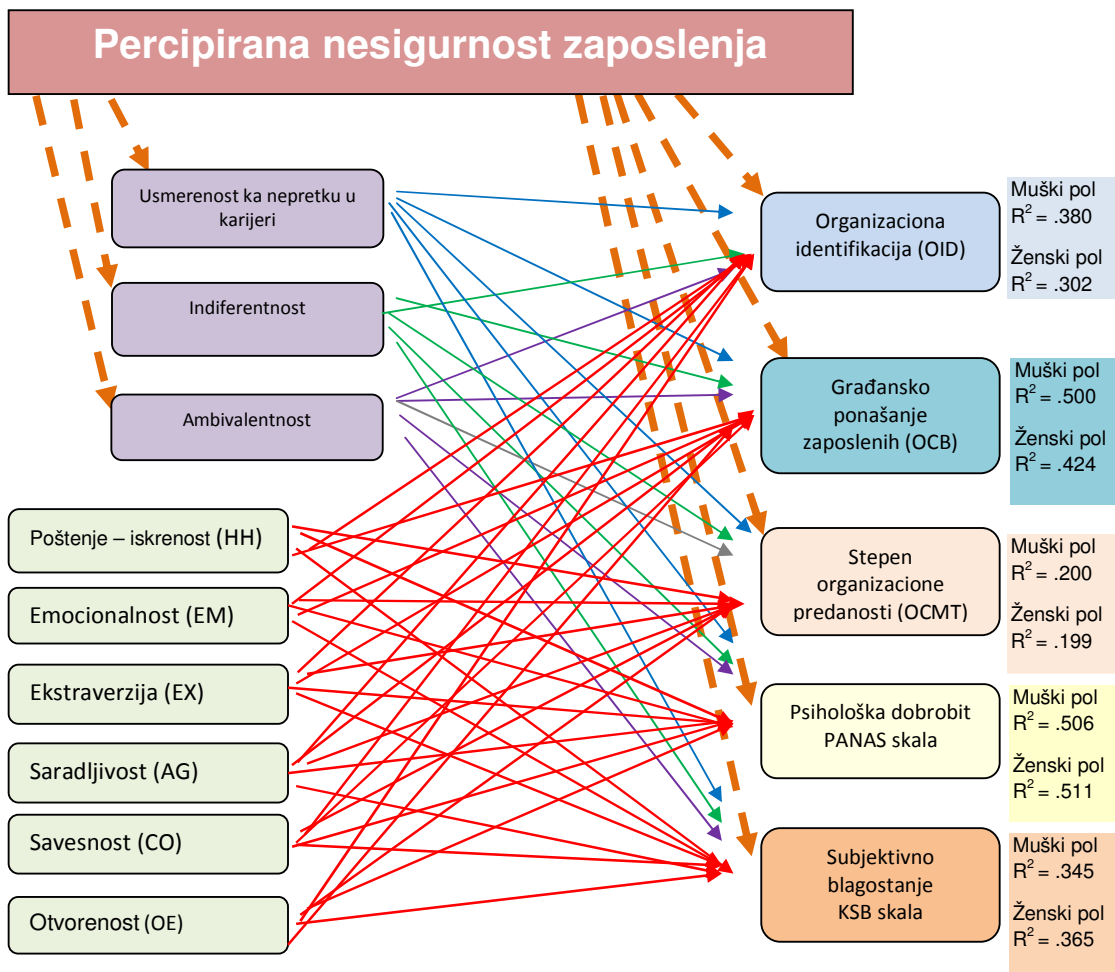 Percipirana nesigurnost zaposlenja
Usmerenost ka nepretku u
karijeri
Indiferentnost
Ambivalentnost
Poštenje – iskrenost (HH)
Emocionalnost (EM)
Ekstraverzija (EX)
Saradljivost (AG)
Savesnost (CO)
Otvorenost (OE)
Organizaciona
identifikacija (OID)
Muški pol
R² = .380
Ženski pol
R² = .302
Građansko
ponašanje
zaposlenih (OCB)
Muški pol
R² = .500
Ženski pol
R² = .424
Stepen
organizacione
predanosti (OCMT)
Muški pol
R² = .200
Ženski pol
R² = .199
Psihološka dobrobit
PANAS skala
Muški pol
R² = .506
Ženski pol
R² = .511
Subjektivno
blagostanje
KSB skala
Muški pol
R² = .345
Ženski pol
R² = .365